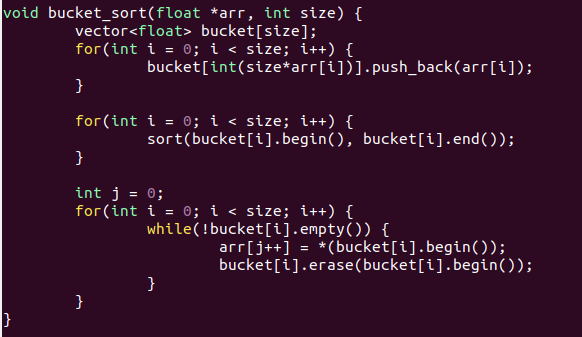 void bucket_sort(float *arr, int size) {
        vector<float> bucket[size];
        for(int i = 0; i < size; i++) {
                bucket[int(size*arr[i])].push_back(arr[i]);
        }

        for(int i = 0; i < size; i++) {
                sort(bucket[i].begin(), bucket[i].end());
        }

        int j = 0;
        for(int i = 0; i < size; i++) {
                while(!bucket[i].empty()) {
                        arr[j++] = *(bucket[i].begin());
                        bucket[i].erase(bucket[i].begin());
                }
        }
}